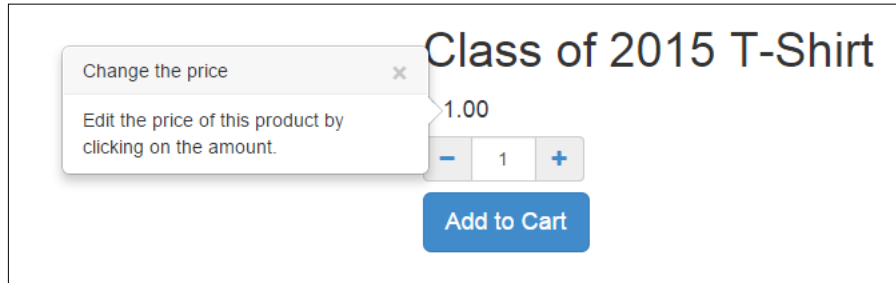 Class of 2015 T-Shirt
Change the price ×
1.00
Edit the price of this product by
clicking on the amount.
− 1 +
Add to Cart